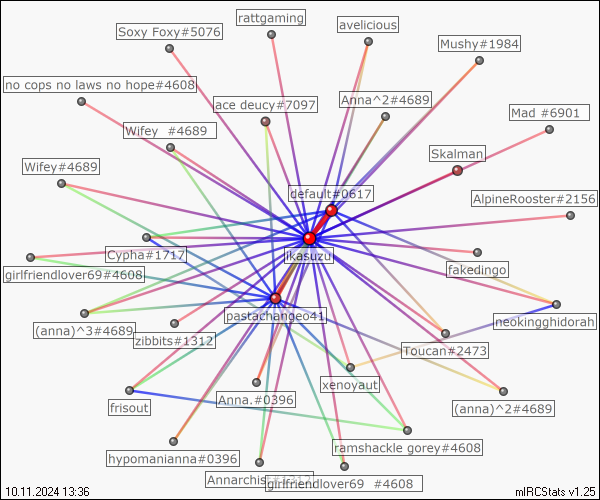 rattgaming
Soxy Foxy#5076
avelicious
Mushy#1984
no cops no laws no hope#4608
ace deucy#7097
Anna^2#4689
Mad #6901
Wifey #4689
Skalman
Wifey#4689
default#0617
AlpineRooster#2156
Cypha#1717
ikasuzu
girlfriendlover69#4608
fakedingo
pastachangeo41
neokingghidorah
(anna)^3#4689
zibbits#1312
Toucan#2473
xenoyaut
Anna.#0396
frisout
(anna)^2#4689
ramshackle gorey#4608
hypomanianna#0396
girlfriendlover69 #4608
10.11.2024 13:36
mIRCStats v1.25